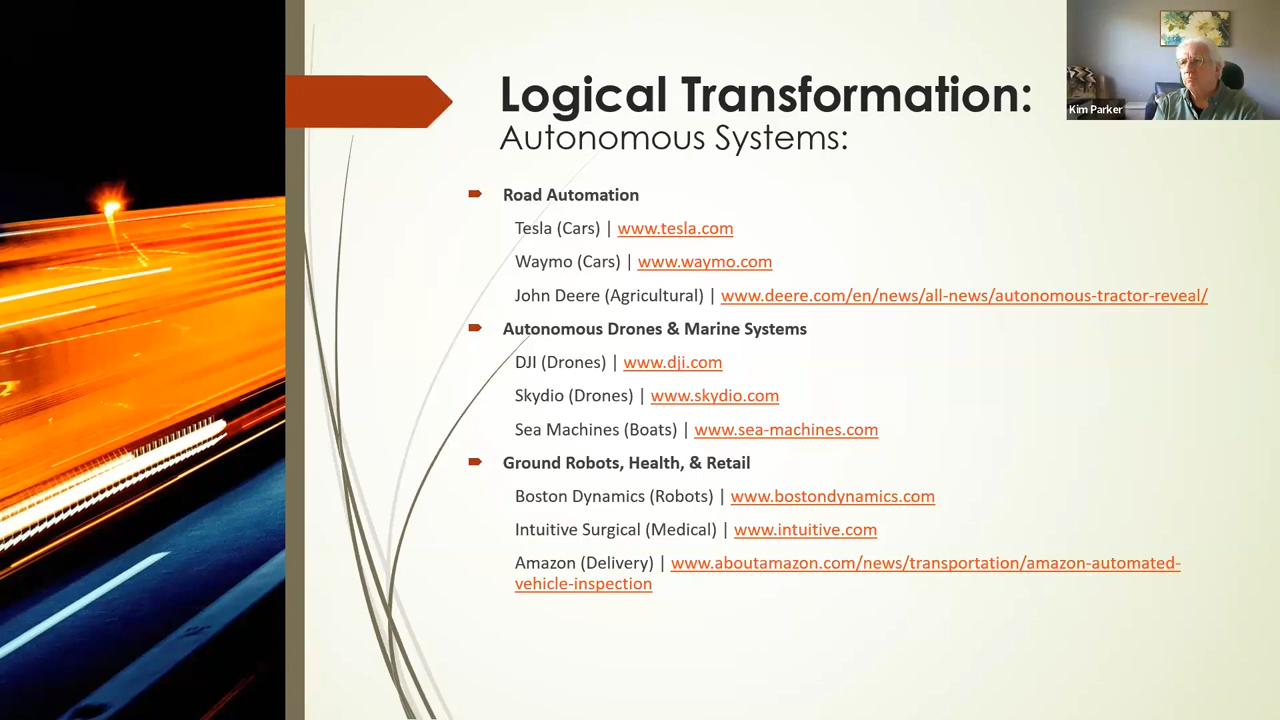 Logical Transformation:
Kim Parker
Autonomous Systems:
Road Automation
Tesla (Cars) | www.tesla.com
Waymo (Cars) | www.waymo.com
John Deere (Agricultural) | www.deere.com/en/news/all-news/autonomous-tractor-reveal/
Autonomous Drones & Marine Systems
DJI (Drones) | www.dji.com
Skydio (Drones) | www.skydio.com
Sea Machines (Boats) | www.sea-machines.com
Ground Robots, Health, & Retail
Boston Dynamics (Robots) | www.bostondynamics.com
Intuitive Surgical (Medical) | www.intuitive.com
Amazon (Delivery) | www.aboutamazon.com/news/transportation/amazon-automated-
vehicle-inspection